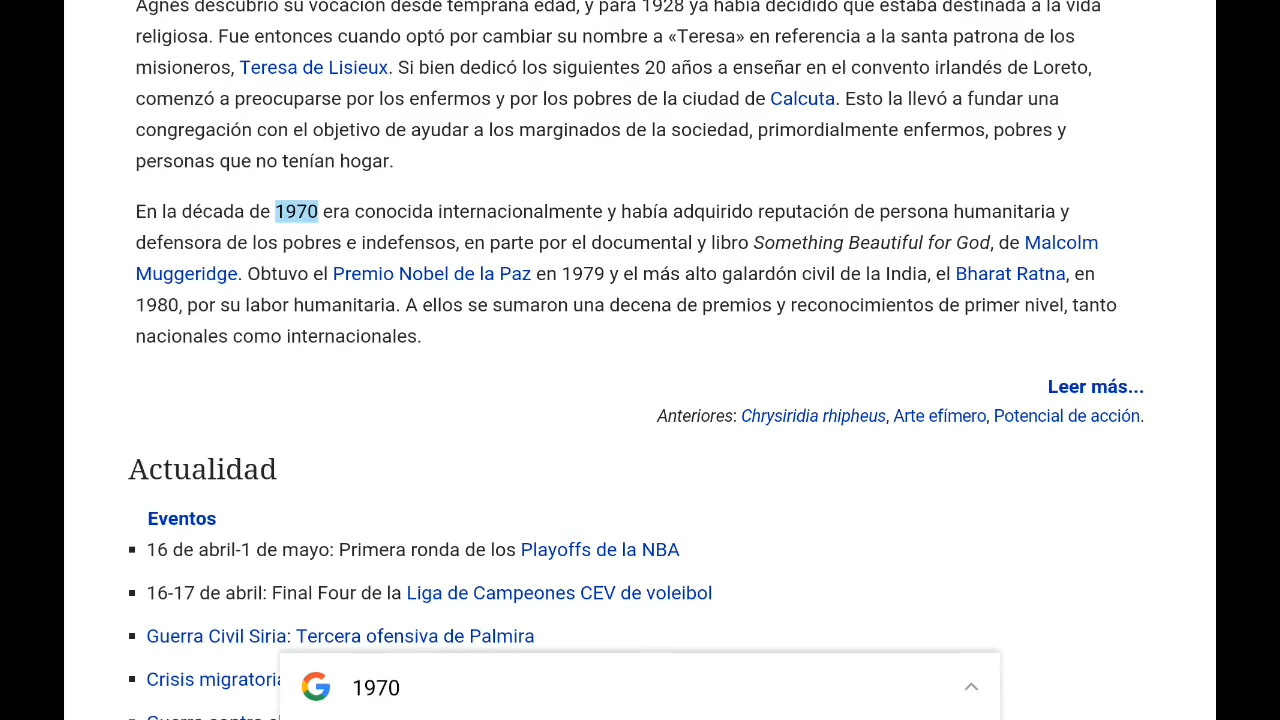 Agnes descubrió su vocación desde temprana edad, y para 1928 ya había decidido que estaba destinada a la vida
religiosa. Fue entonces cuando optó por cambiar su nombre a «Teresa» en referencia a la santa patrona de los
misioneros, Teresa de Lisieux. Si bien dedicó los siguientes 20 años a enseñar en el convento irlandés de Loreto,
comenzó a preocuparse por los enfermos y por los pobres de la ciudad de Calcuta. Esto la llevó a fundar una
congregación con el objetivo de ayudar a los marginados de la sociedad, primordialmente enfermos, pobres y
personas que no tenían hogar.
En la década de 1970 era conocida internacionalmente y había adquirido reputación de persona humanitaria y
defensora de los pobres e indefensos, en parte por el documental y libro Something Beautiful for God, de Malcolm
Muggeridge. Obtuvo el Premio Nobel de la Paz en 1979 y el más alto galardón civil de la India, el Bharat Ratna, en
1980, por su labor humanitaria. A ellos se sumaron una decena de premios y reconocimientos de primer nivel, tanto
nacionales como internacionales.
Leer más...
Anteriores: Chrysiridia rhipheus, Arte efímero, Potencial de acción.
Actualidad
Eventos
16 de abril-1 de mayo: Primera ronda de los Playoffs de la NBA
16-17 de abril: Final Four de la Liga de Campeones CEV de voleibol
Guerra Civil Siria: Tercera ofensiva de Palmira
Crisis migratoria
1970